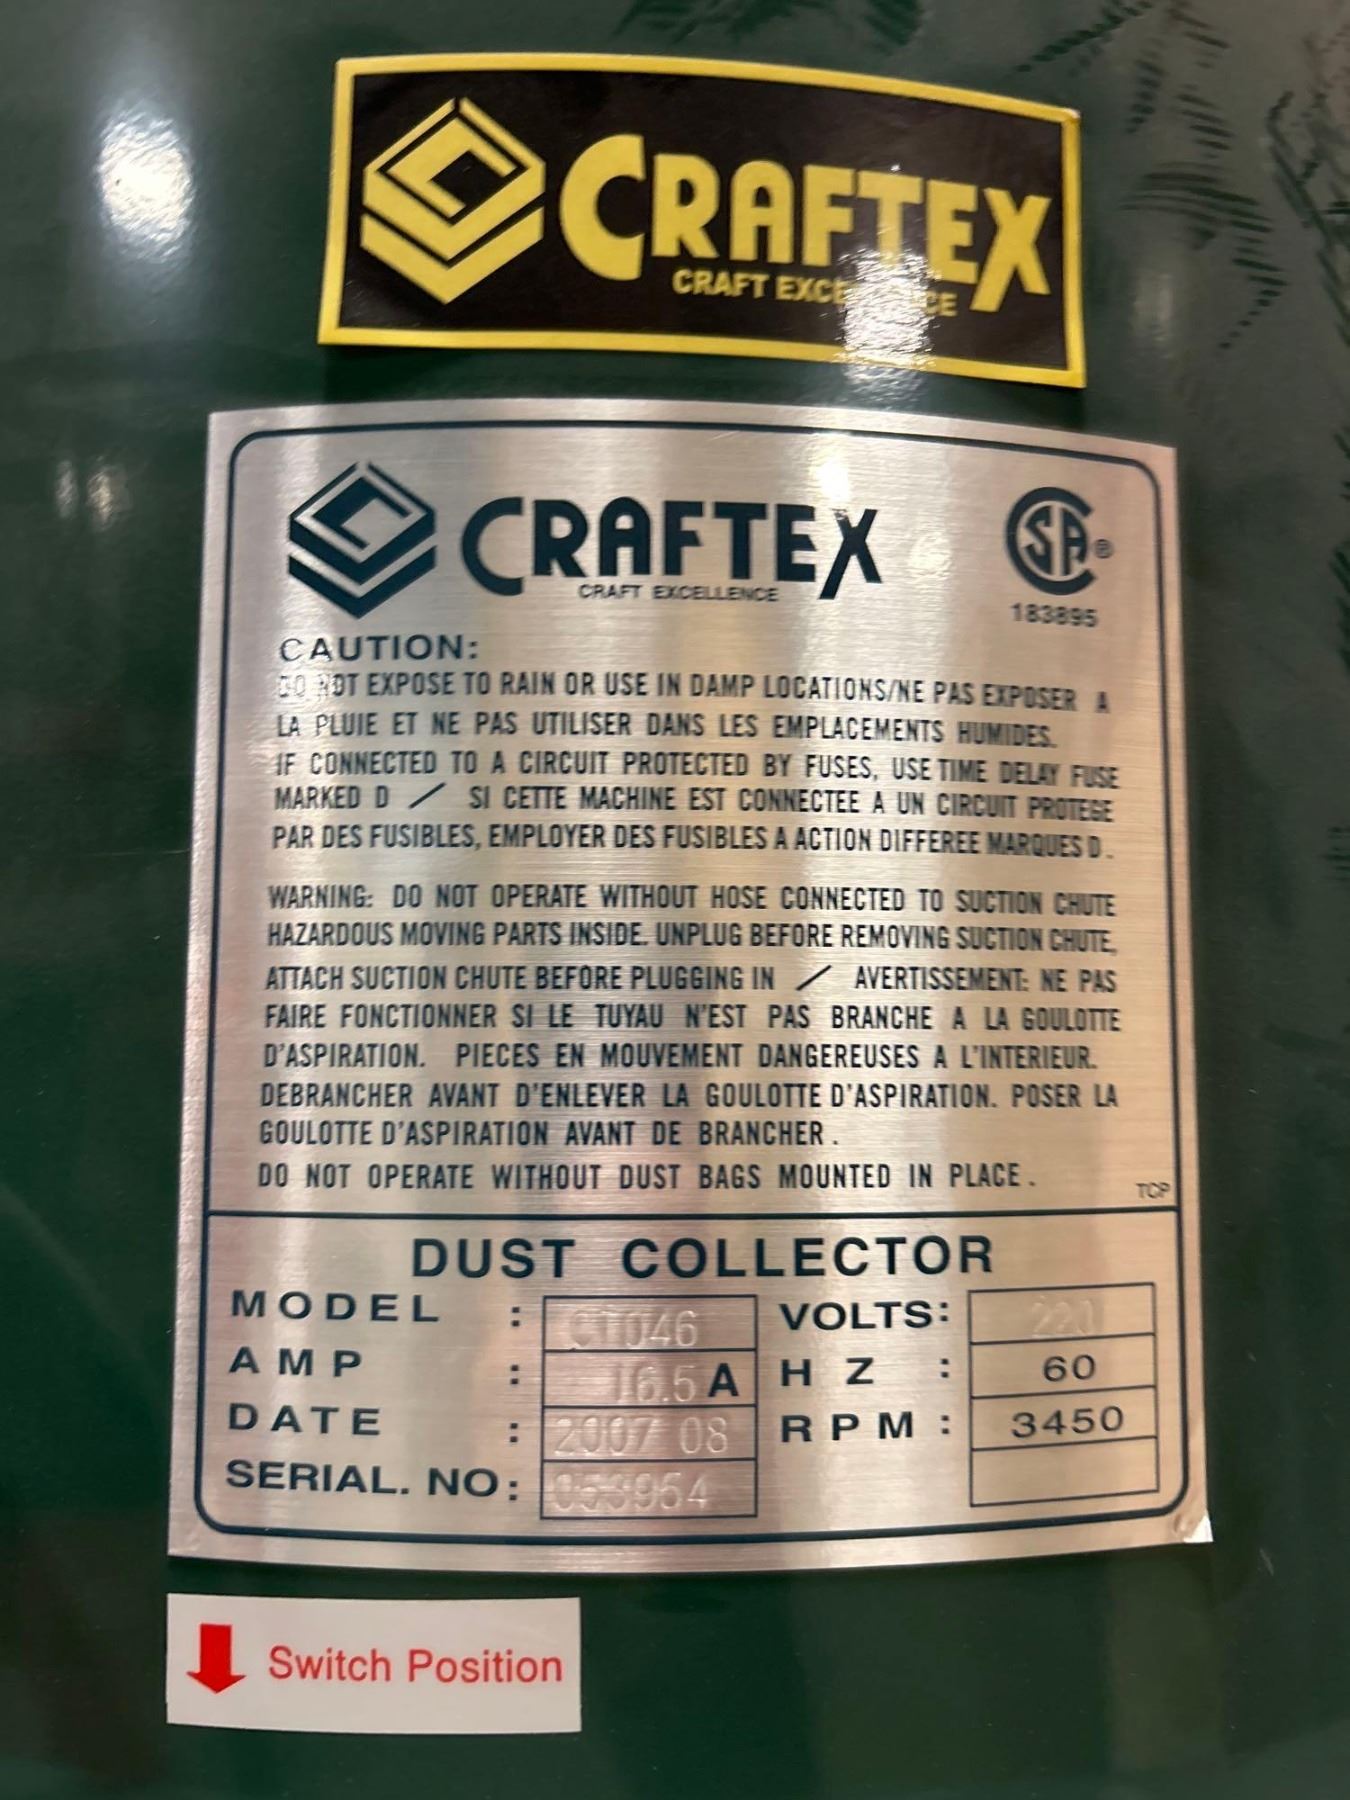 CRAFTEX
CRAFT EXCELLENCE
CRAFTEX
CRAFT EXCELLENCE
CSA®
183895
CAUTION:
DO NOT EXPOSE TO RAIN OR USE IN DAMP LOCATIONS/NE PAS EXPOSER A
LA PLUIE ET NE PAS UTILISER DANS LES EMPLACEMENTS HUMIDES.
IF CONNECTED TO A CIRCUIT PROTECTED BY FUSES, USE TIME DELAY FUSE
MARKED D / SI CETTE MACHINE EST CONNECTEE A UN CIRCUIT PROTEGE
PAR DES FUSIBLES, EMPLOYER DES FUSIBLES A ACTION DIFFEREE MARQUES D.
WARNING: DO NOT OPERATE WITHOUT HOSE CONNECTED TO SUCTION CHUTE
HAZARDOUS MOVING PARTS INSIDE. UNPLUG BEFORE REMOVING SUCTION CHUTE,
ATTACH SUCTION CHUTE BEFORE PLUGGING IN / AVERTISSEMENT: NE PAS
FAIRE FONCTIONNER SI LE TUYAU N'EST PAS BRANCHE A LA GOULOTTE
D'ASPIRATION. PIECES EN MOUVEMENT DANGEREUSES A L'INTERIEUR.
DEBRANCHER AVANT D'ENLEVER LA GOULOTTE D'ASPIRATION. POSER LA
GOULOTTE D'ASPIRATION AVANT DE BRANCHER.
DO NOT OPERATE WITHOUT DUST BAGS MOUNTED IN PLACE.
TCP
DUST COLLECTOR
MODEL : CT046 VOLTS: 220
AMP : 16.5 A HZ : 60
DATE : 2007 08 RPM : 3450
SERIAL. NO:
Switch Position